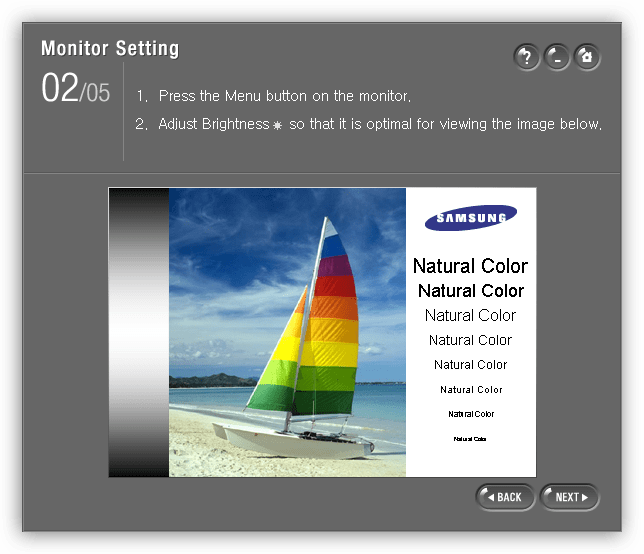 Monitor Setting
02/05
1. Press the Menu button on the monitor.
2. Adjust Brightness ☀ so that it is optimal for viewing the image below.
SAMSUNG
Natural Color
Natural Color
Natural Color
Natural Color
Natural Color
Natural Color
Natural Color
Natural Color
BACK
NEXT